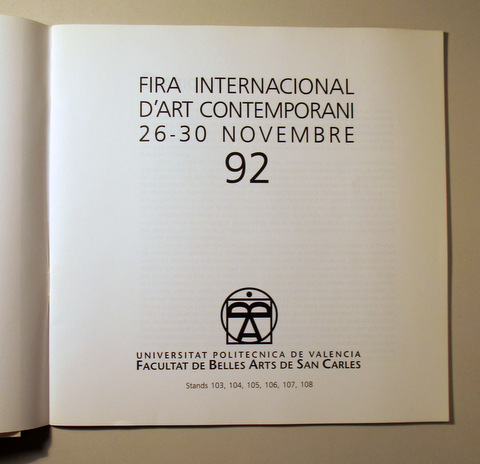 FIRA INTERNACIONAL
D'ART CONTEMPORANI
26-30 NOVEMBRE
92
UNIVERSITAT POLITECNICA DE VALENCIA
FACULTAT DE BELLES ARTS DE SAN CARLES
Stands 103, 104, 105, 106, 107, 108